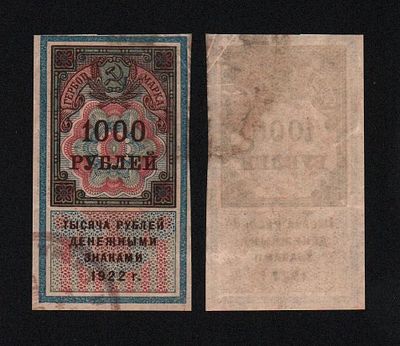 ГЕРБОВ. МАРКА
1000
РУБЛЕЙ
ТЫСЯЧА РУБЛЕЙ
ДЕНЕЖНЫМИ
ЗНАКАМИ
1922 г.